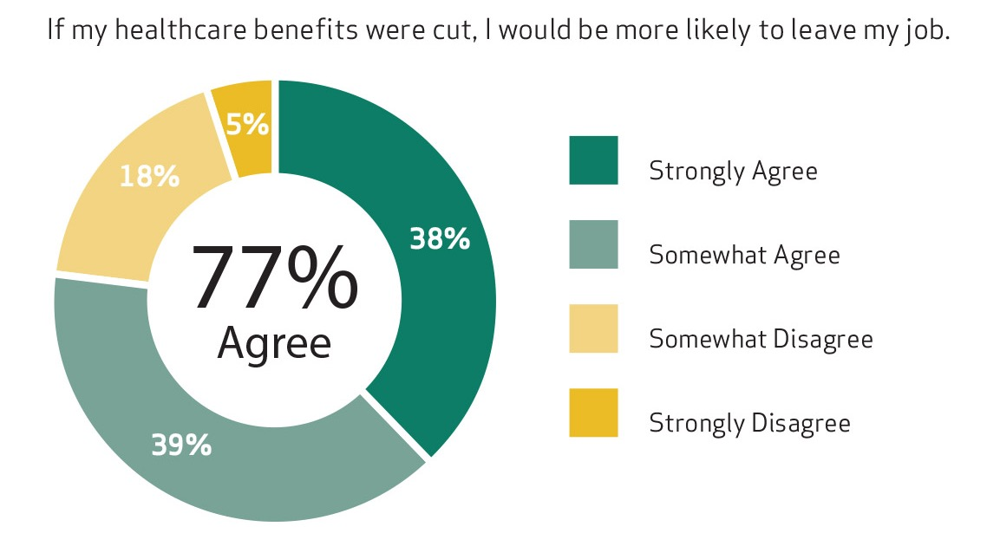 If my healthcare benefits were cut, I would be more likely to leave my job.
5%
18%
38%
77%
Agree
39%
Strongly Agree
Somewhat Agree
Somewhat Disagree
Strongly Disagree